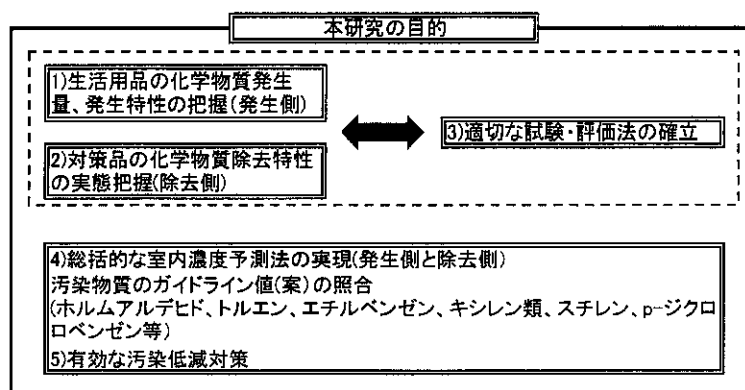 本研究の目的
1)生活用品の化学物質発生
量、発生特性の把握(発生側)
3)適切な試験・評価法の確立
2)対策品の化学物質除去特性
の実態把握(除去側)
4)総括的な室内濃度予測法の実現(発生側と除去側)
汚染物質のガイドライン値(案)の照合
(ホルムアルデヒド、トルエン、エチルベンゼン、キシレン類、スチレン、p-ジクロ
ロベンゼン等)
5)有効な汚染低減対策